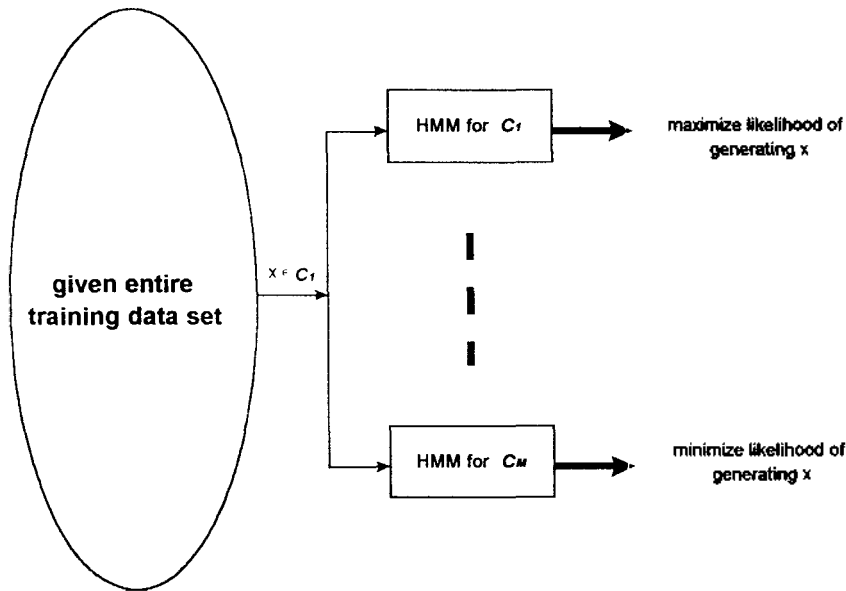 HMM for C1
maximize likelihood of
generating x
x ∈ C1
given entire
training data set
HMM for CM
minimize likelihood of
generating x